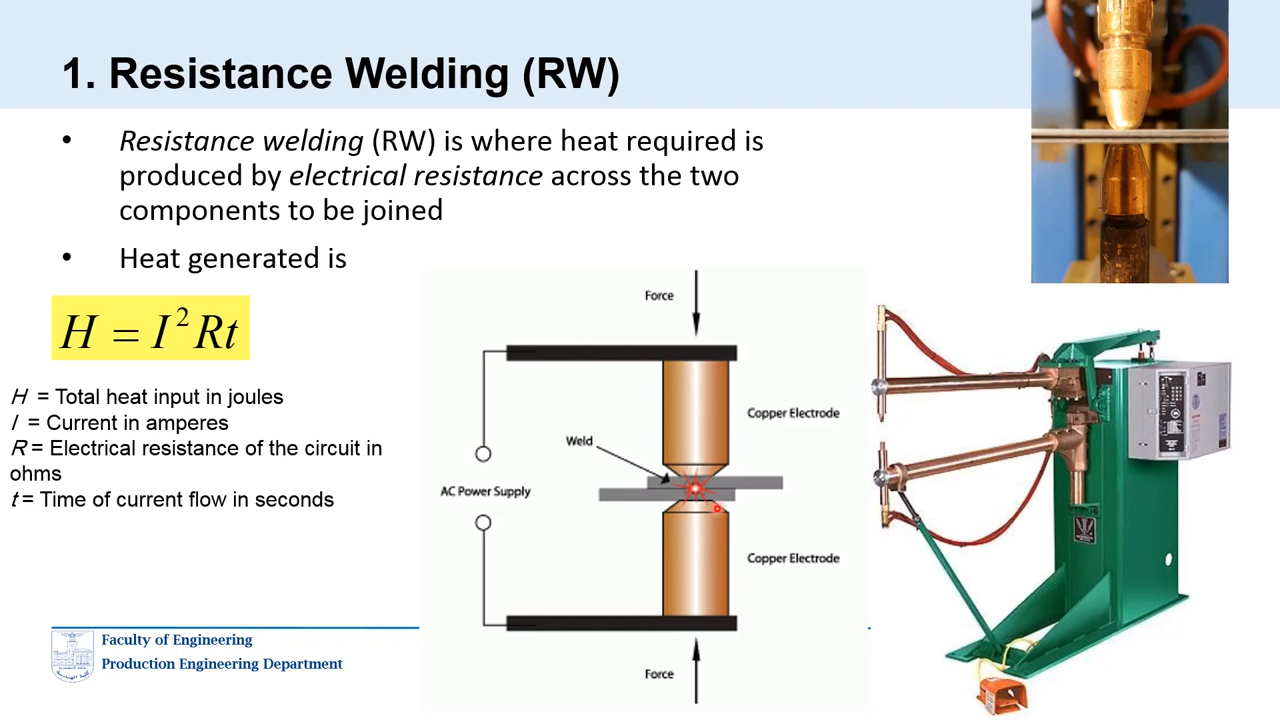 1. Resistance Welding (RW)
• Resistance welding (RW) is where heat required is
produced by electrical resistance across the two
components to be joined
• Heat generated is
H = I² Rt
H = Total heat input in joules
I = Current in amperes
R = Electrical resistance of the circuit in
ohms
t = Time of current flow in seconds
Force
Copper Electrode
Weld
AC Power Supply
Copper Electrode
Force
Faculty of Engineering
Production Engineering Department